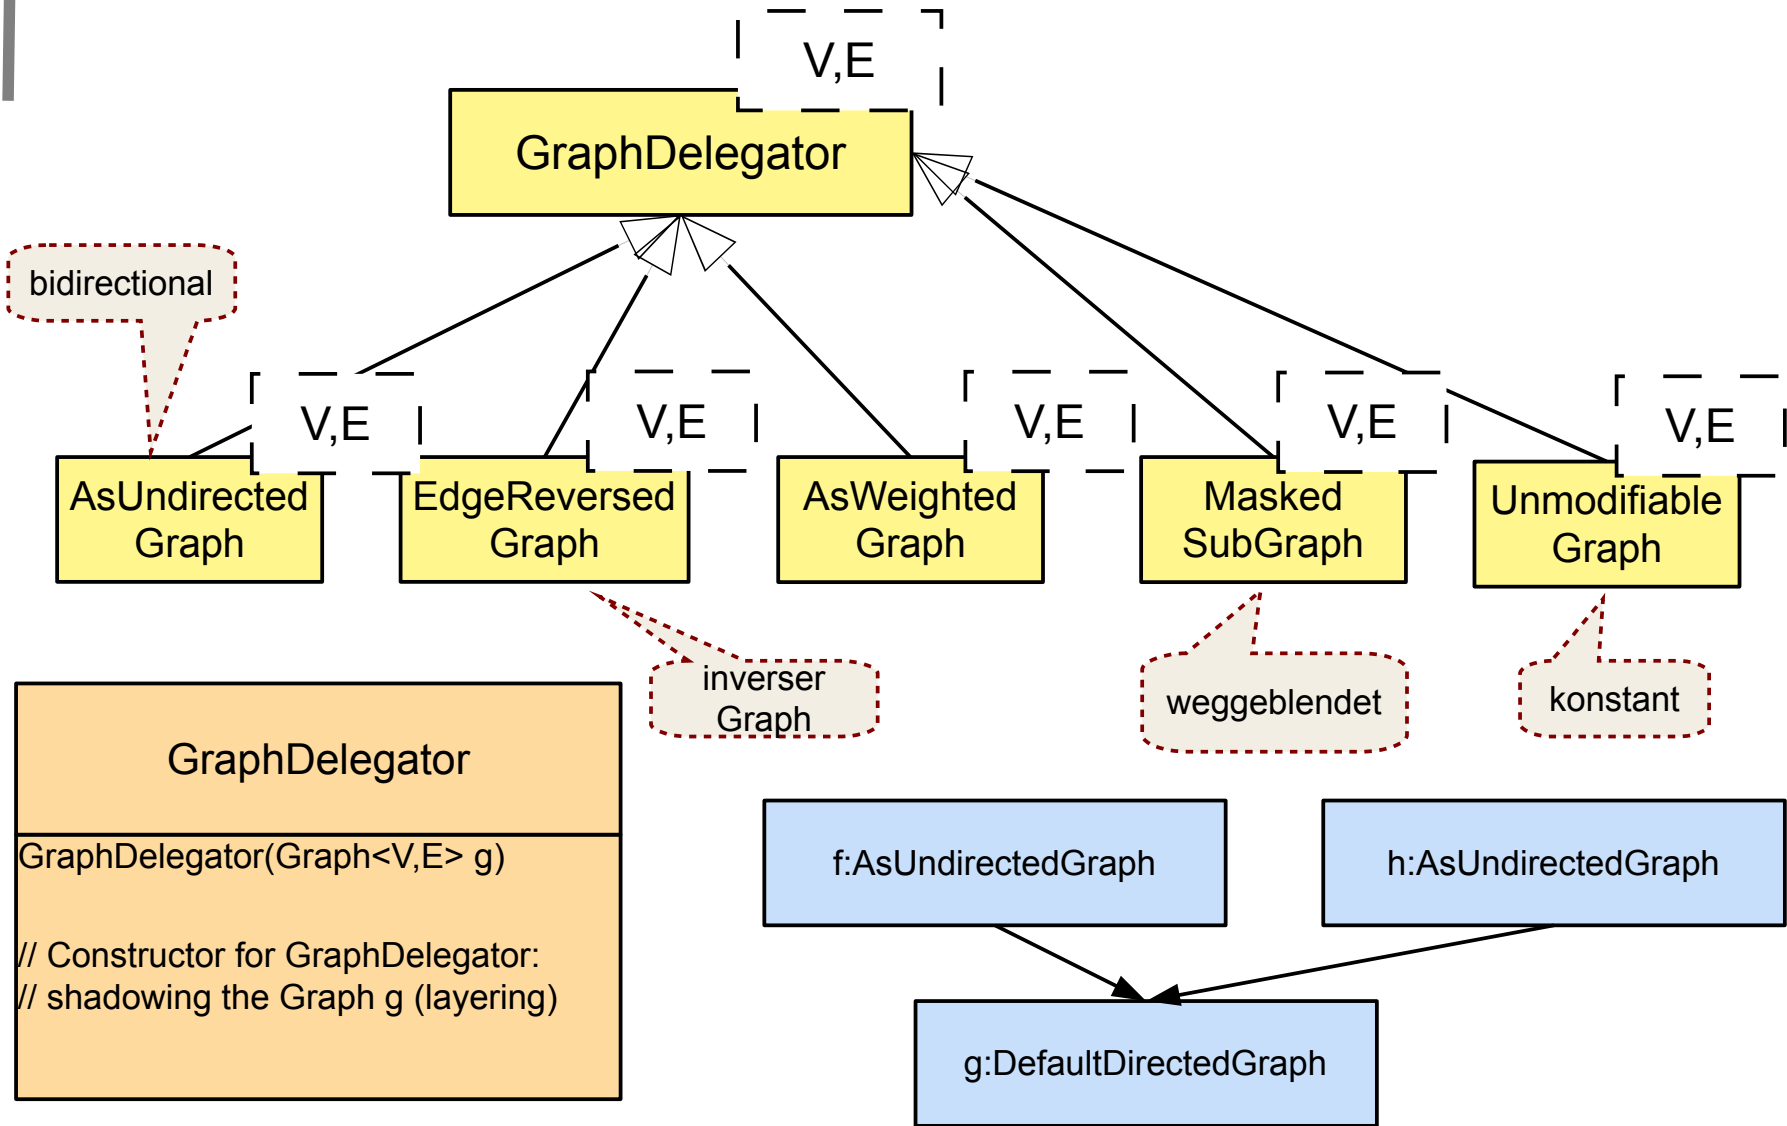 V,E
GraphDelegator
bidirectional
V,E
V,E
V,E
V,E
V,E
AsUndirected
Graph
EdgeReversed
Graph
AsWeighted
Graph
Masked
SubGraph
Unmodifiable
Graph
inverser
Graph
weggeblendet
konstant
GraphDelegator
GraphDelegator(Graph<V,E> g)
// Constructor for GraphDelegator:
// shadowing the Graph g (layering)
f:AsUndirectedGraph
h:AsUndirectedGraph
g:DefaultDirectedGraph